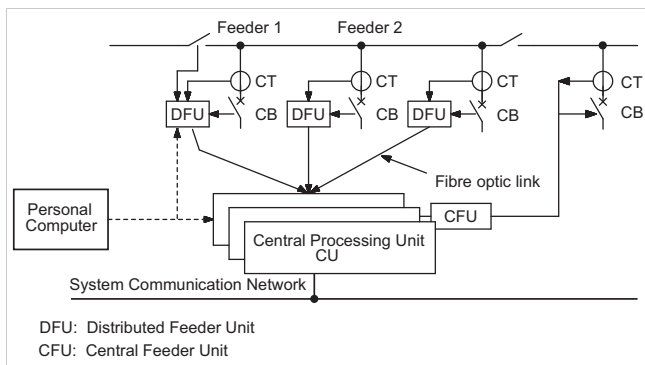 Feeder 1
Feeder 2
CT
CT
CT
CT
DFU
CB
DFU
CB
DFU
CB
CB
Fibre optic link
Personal
Computer
CFU
Central Processing Unit
CU
System Communication Network
DFU: Distributed Feeder Unit
CFU: Central Feeder Unit